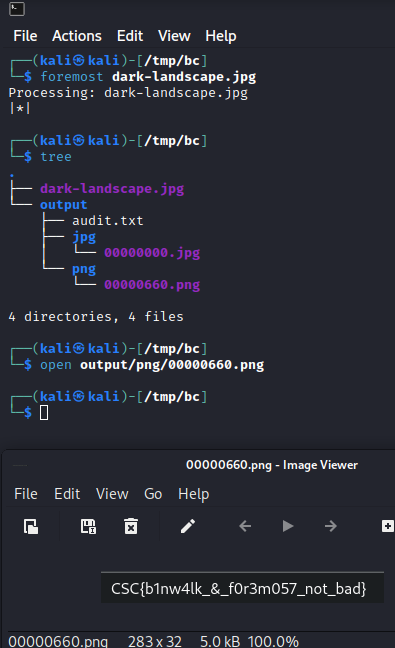 File Actions Edit View Help
┌──(kali㉿kali)-[/tmp/bc]
└─$ foremost dark-landscape.jpg
Processing: dark-landscape.jpg
|*|
┌──(kali㉿kali)-[/tmp/bc]
└─$ tree
.
├── dark-landscape.jpg
└── output
    ├── audit.txt
    ├── jpg
    │   └── 00000000.jpg
    └── png
        └── 00000660.png
4 directories, 4 files
┌──(kali㉿kali)-[/tmp/bc]
└─$ open output/png/00000660.png
┌──(kali㉿kali)-[/tmp/bc]
└─$
00000660.png - Image Viewer
File Edit View Go Help
CSC{b1nw4lk_&_f0r3m057_not_bad}
00000660.png 283 x 32 5.0 kB 100.0%